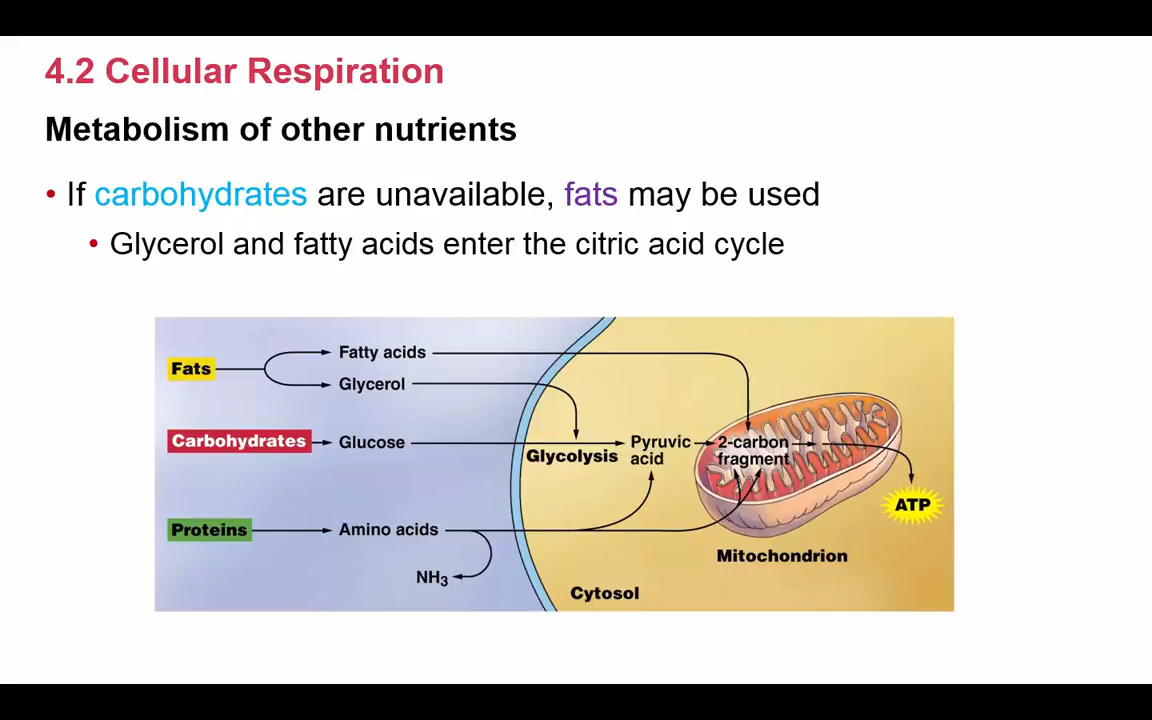 4.2 Cellular Respiration
Metabolism of other nutrients
• If carbohydrates are unavailable, fats may be used
• Glycerol and fatty acids enter the citric acid cycle
Fats
Fatty acids
Glycerol
Carbohydrates
Glucose
Glycolysis
Pyruvic
acid
2-carbon
fragment
ATP
Proteins
Amino acids
NH₃
Mitochondrion
Cytosol